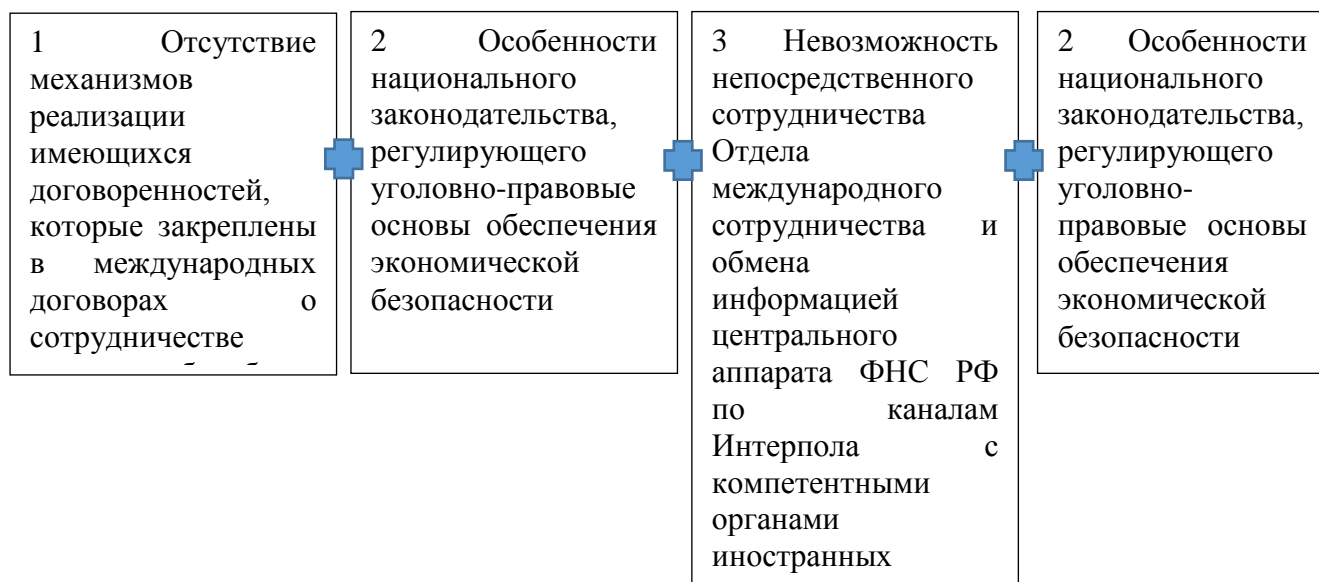 1 Отсутствие
механизмов
реализации
имеющихся
договоренностей,
которые закреплены
в международных
договорах о
сотрудничестве
2 Особенности
национального
законодательства,
регулирующего
уголовно-правовые
основы обеспечения
экономической
безопасности
3 Невозможность
непосредственного
сотрудничества
Отдела
международного
сотрудничества и
обмена
информацией
центрального
аппарата ФНС РФ
по каналам
Интерпола с
компетентными
органами
иностранных
2 Особенности
национального
законодательства,
регулирующего
уголовно-
правовые основы
обеспечения
экономической
безопасности